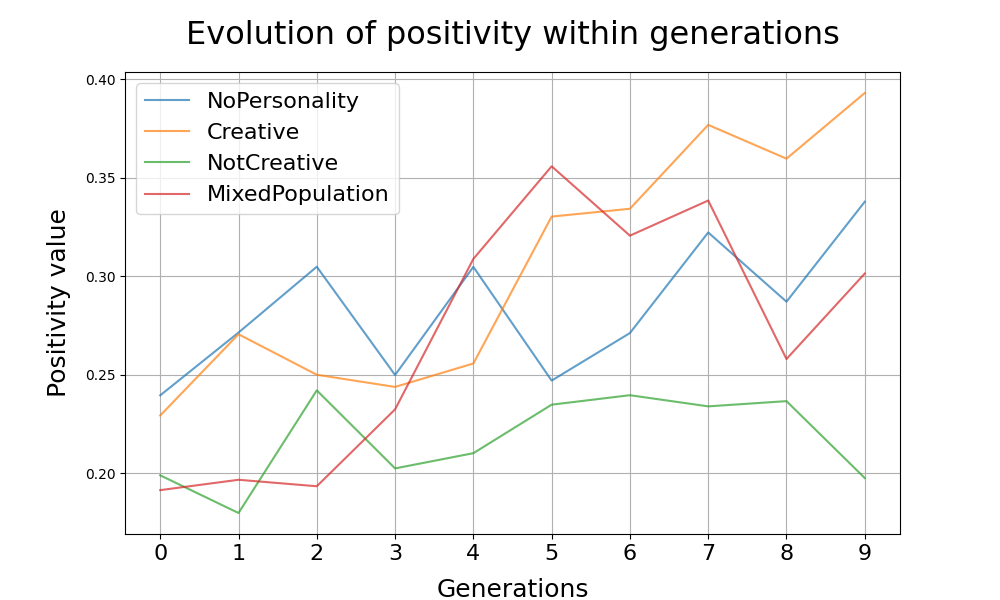 Evolution of positivity within generations
0.40
0.35
0.30
0.25
0.20
Positivity value
NoPersonality
Creative
NotCreative
MixedPopulation
0 1 2 3 4 5 6 7 8 9
Generations